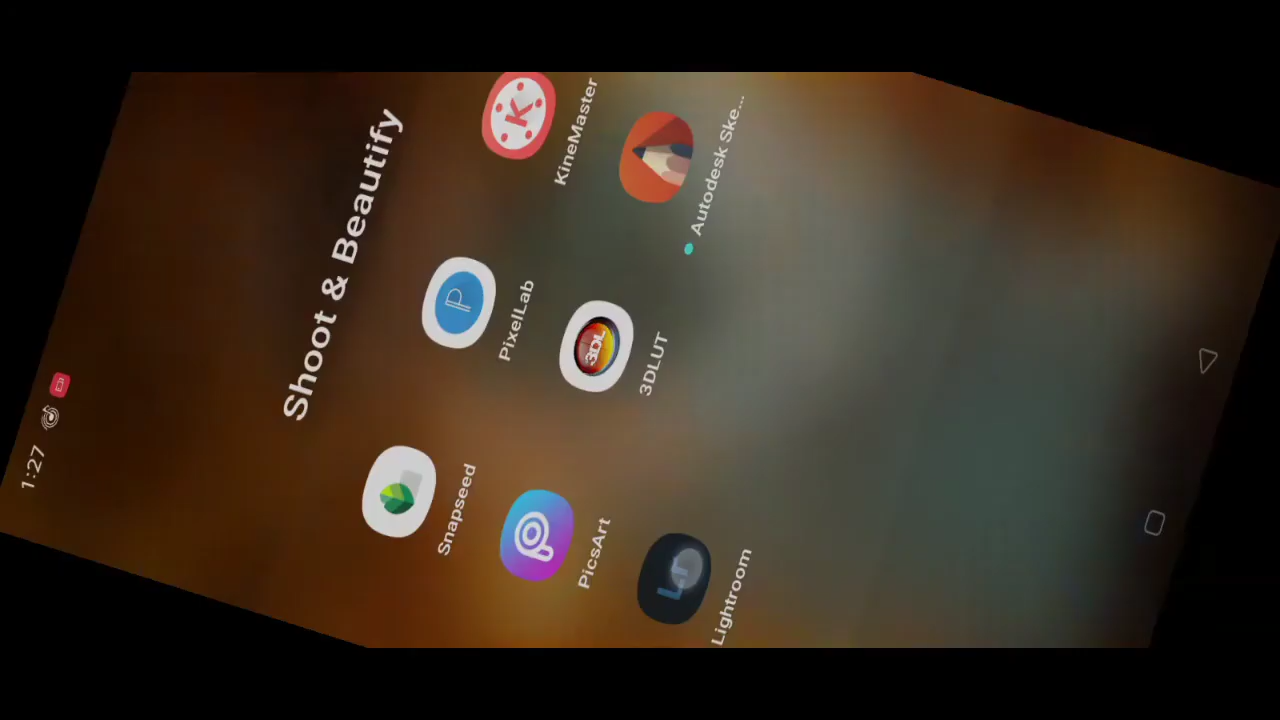 1:27
Shoot & Beautify
Snapseed
PixelLab
KineMaster
PicsArt
3DLUT
Autodesk Ske...
Lightroom